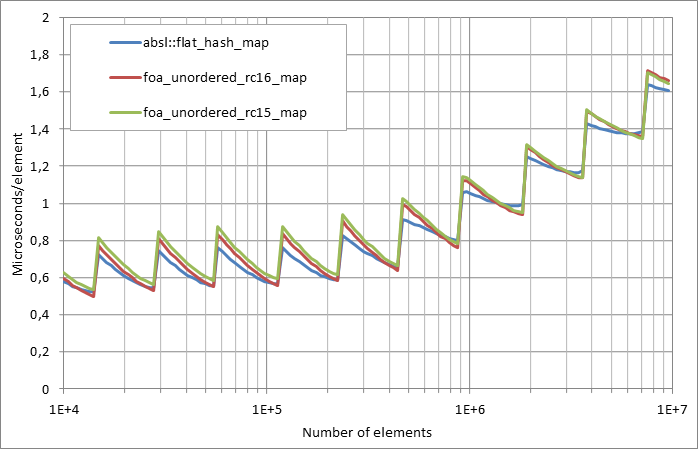 2
1,8
1,6
1,4
1,2
1
0,8
0,6
0,4
0,2
0
Microseconds/element
absl::flat_hash_map
foa_unordered_rc16_map
foa_unordered_rc15_map
1E+4
1E+5
1E+6
1E+7
Number of elements